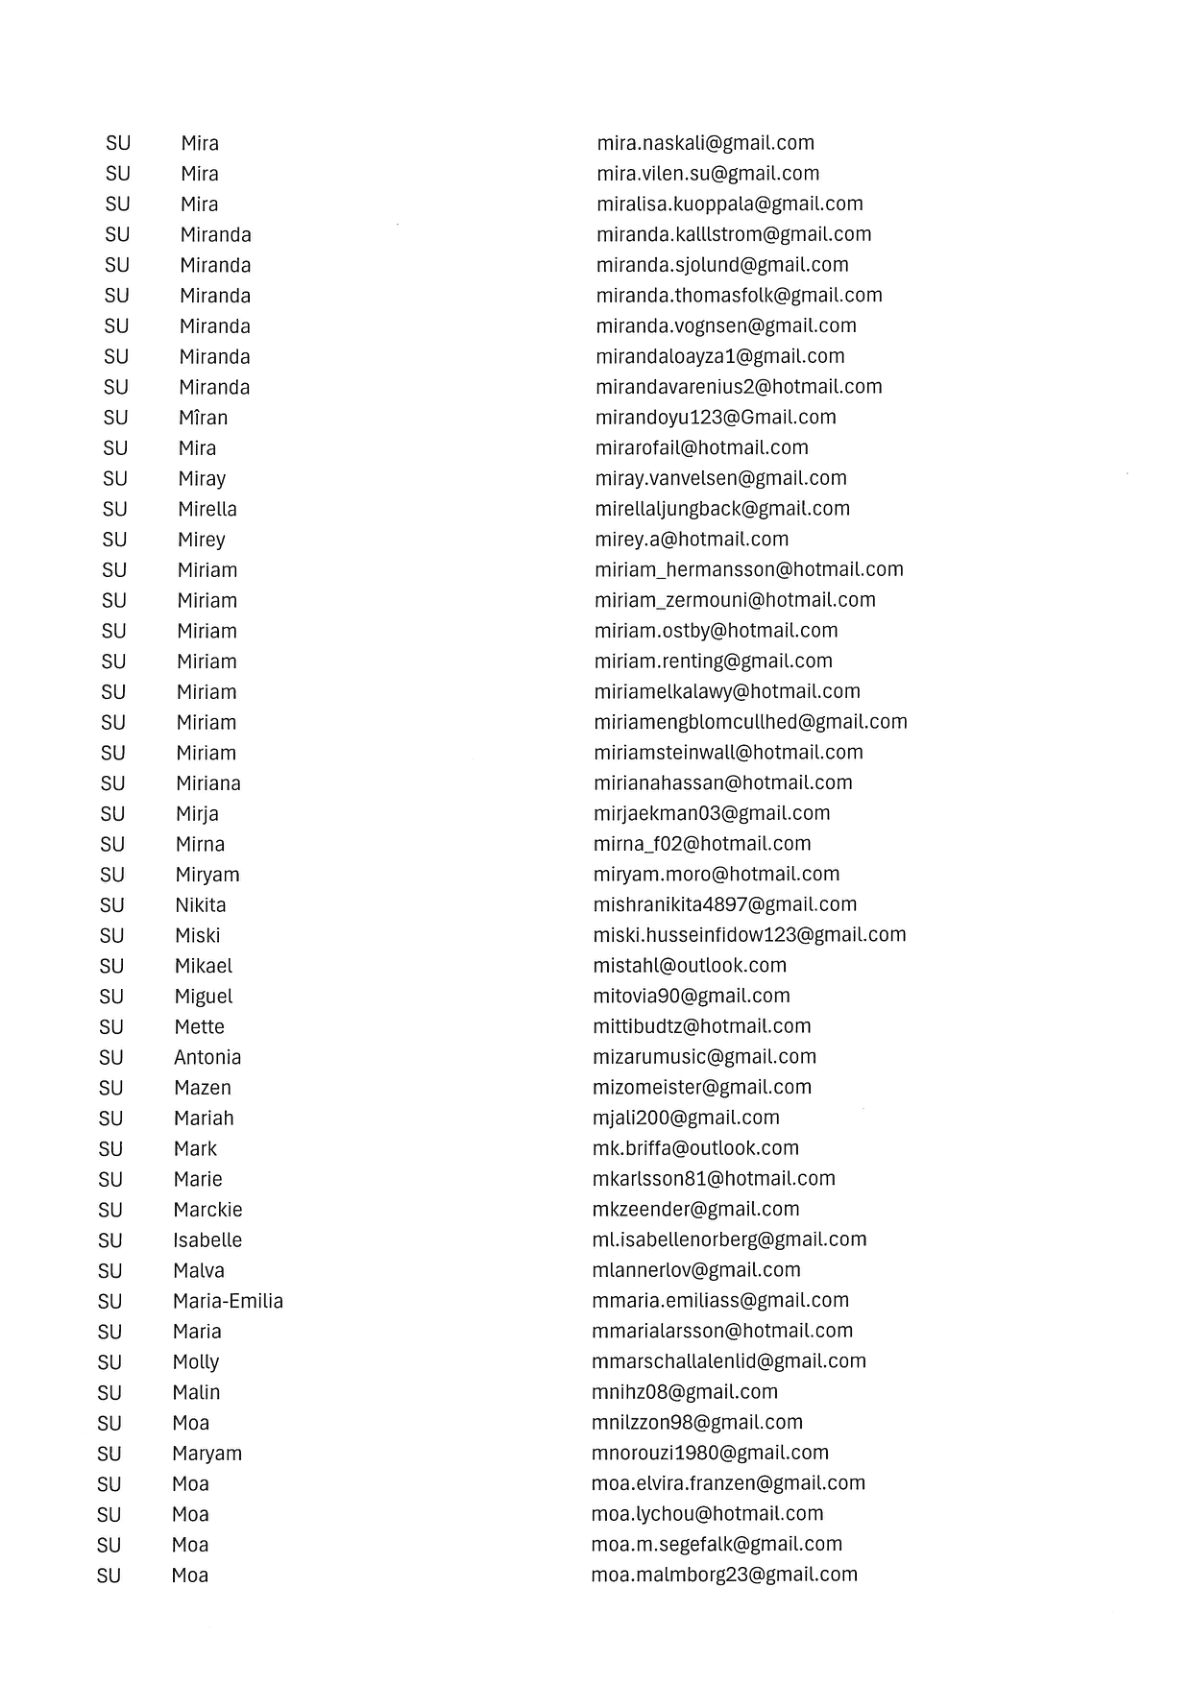 SU Mira mira.naskali@gmail.com
SU Mira mira.vilen.su@gmail.com
SU Mira miralisa.kuoppala@gmail.com
SU Miranda miranda.kalllstrom@gmail.com
SU Miranda miranda.sjolund@gmail.com
SU Miranda miranda.thomasfolk@gmail.com
SU Miranda miranda.vognsen@gmail.com
SU Miranda mirandaloayza1@gmail.com
SU Miranda mirandavarenius2@hotmail.com
SU Mîran mirandoyu123@Gmail.com
SU Mira mirarofail@hotmail.com
SU Miray miray.vanvelsen@gmail.com
SU Mirella mirellaljungback@gmail.com
SU Mirey mirey.a@hotmail.com
SU Miriam miriam_hermansson@hotmail.com
SU Miriam miriam_zermouni@hotmail.com
SU Miriam miriam.ostby@hotmail.com
SU Miriam miriam.renting@gmail.com
SU Miriam miriamelkalawy@hotmail.com
SU Miriam miriamengblomcullhed@gmail.com
SU Miriam miriamsteinwall@hotmail.com
SU Miriana mirianahassan@hotmail.com
SU Mirja mirjaekman03@gmail.com
SU Mirna mirna_f02@hotmail.com
SU Miryam miryam.moro@hotmail.com
SU Nikita mishranikita4897@gmail.com
SU Miski miski.husseinfidow123@gmail.com
SU Mikael mistahl@outlook.com
SU Miguel mitovia90@gmail.com
SU Mette mittibudtz@hotmail.com
SU Antonia mizarumusic@gmail.com
SU Mazen mizomeister@gmail.com
SU Mariah mjali200@gmail.com
SU Mark mk.briffa@outlook.com
SU Marie mkarlsson81@hotmail.com
SU Marckie mkzeender@gmail.com
SU Isabelle ml.isabellenorberg@gmail.com
SU Malva mlannerlov@gmail.com
SU Maria-Emilia mmaria.emiliass@gmail.com
SU Maria mmarialarsson@hotmail.com
SU Molly mmarschallalenlid@gmail.com
SU Malin mnihz08@gmail.com
SU Moa mnilzzon98@gmail.com
SU Maryam mnorouzi1980@gmail.com
SU Moa moa.elvira.franzen@gmail.com
SU Moa moa.lychou@hotmail.com
SU Moa moa.m.segefalk@gmail.com
SU Moa moa.malmborg23@gmail.com